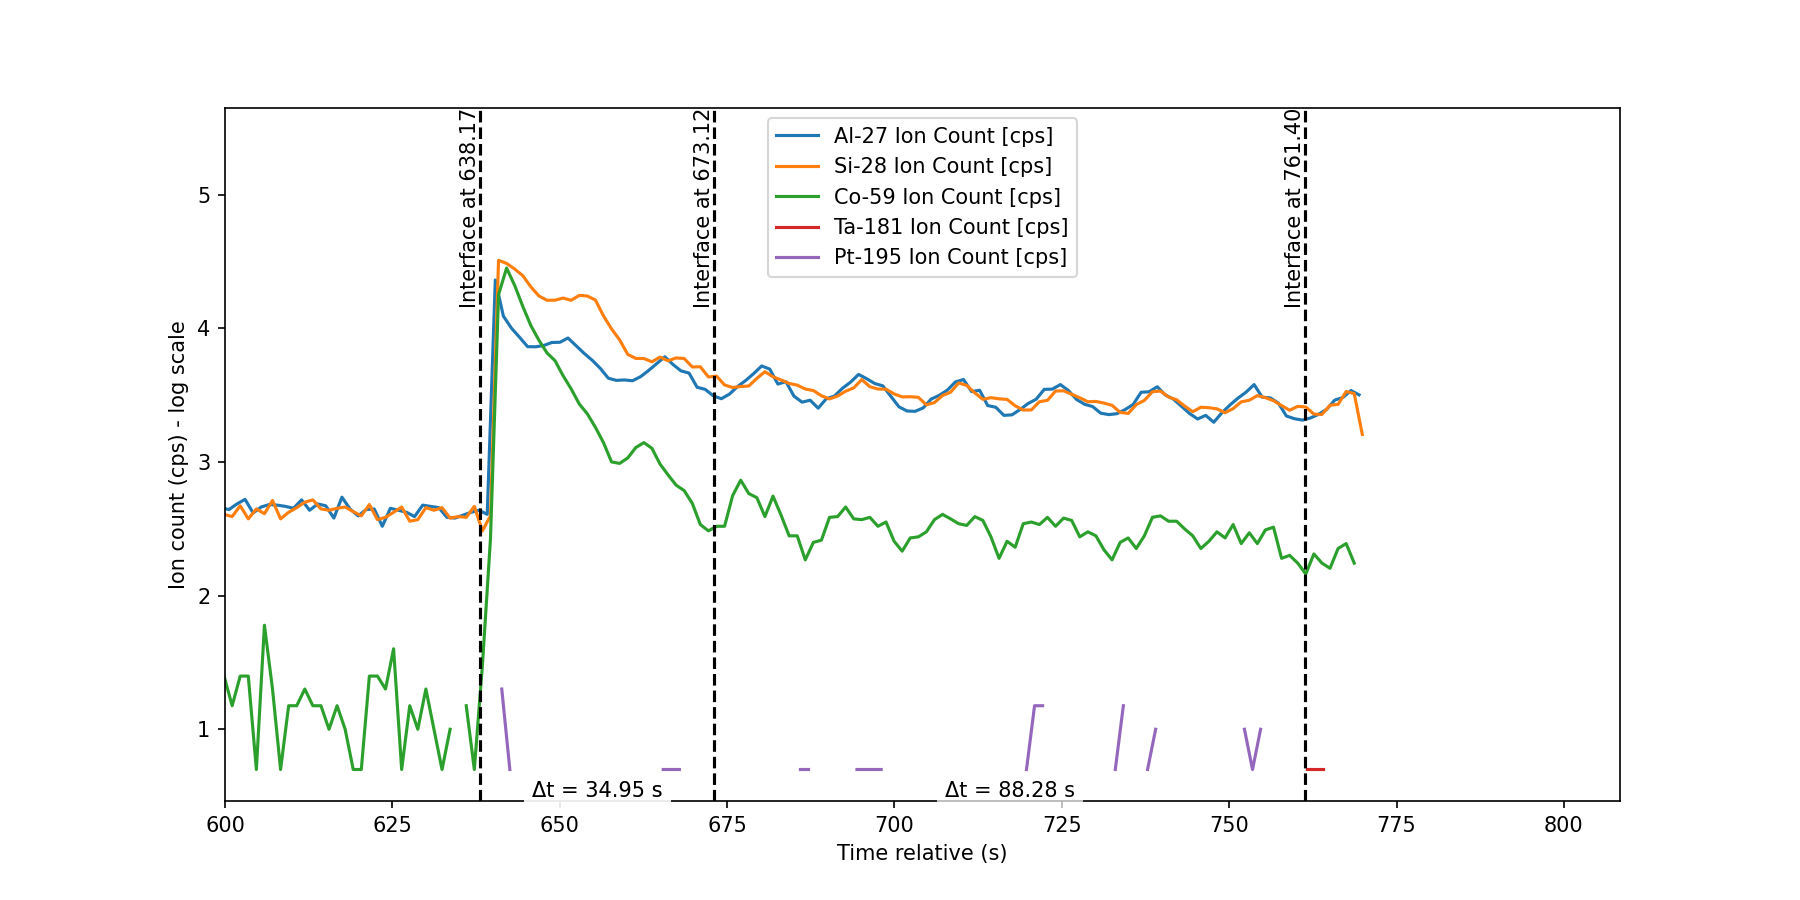 Interface at 638.17
Interface at 673.12
Interface at 761.40
Al-27 Ion Count [cps]
Si-28 Ion Count [cps]
Co-59 Ion Count [cps]
Ta-181 Ion Count [cps]
Pt-195 Ion Count [cps]
Ion count (cps) - log scale
5
4
3
2
1
Δt = 34.95 s
Δt = 88.28 s
600 625 650 675 700 725 750 775 800
Time relative (s)